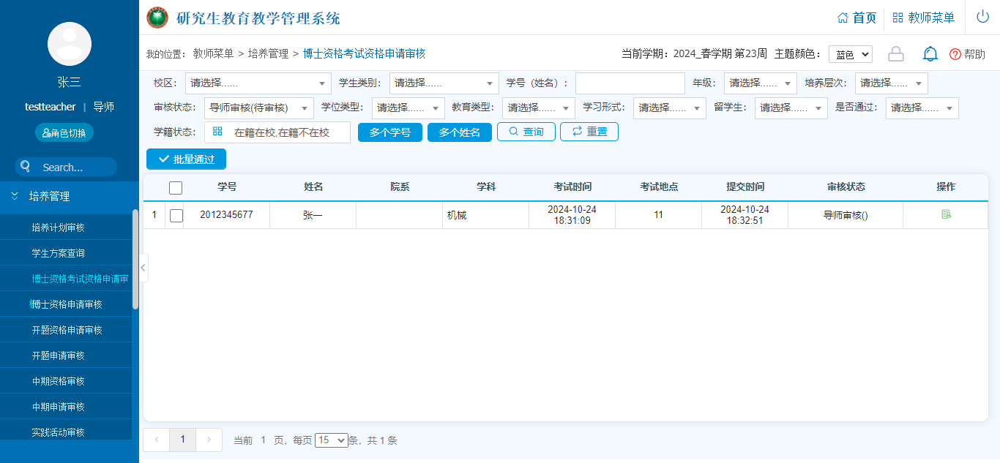 研究生教育教学管理系统
首页
教师菜单
我的位置： 教师菜单 > 培养管理 > 博士资格考试资格申请审核
当前学期：2024_春学期 第23周 主题颜色： 蓝色
帮助
张三
testteacher | 导师
角色切换
Search...
培养管理
培养计划审核
学生方案查询
博士资格考试资格申请审
博士资格申请审核
开题资格申请审核
开题申请审核
中期资格审核
中期申请审核
实践活动审核
校区： 请选择...... 学生类别： 请选择...... 学号（姓名）： 年级： 请选择...... 培养层次： 请选择......
审核状态： 导师审核(待审核) 学位类型： 请选择...... 教育类型： 请选择...... 学习形式： 请选择...... 留学生： 请选择...... 是否通过： 请选择......
学籍状态： 在籍在校,在籍不在校 多个学号 多个姓名 查询 重置
批量通过
学号 姓名 院系 学科 考试时间 考试地点 提交时间 审核状态 操作
1 2012345677 张一 机械 2024-10-24 18:31:09 11 2024-10-24 18:32:51 导师审核()
< 1 > 当前 1 页，每页 15 条，共 1 条